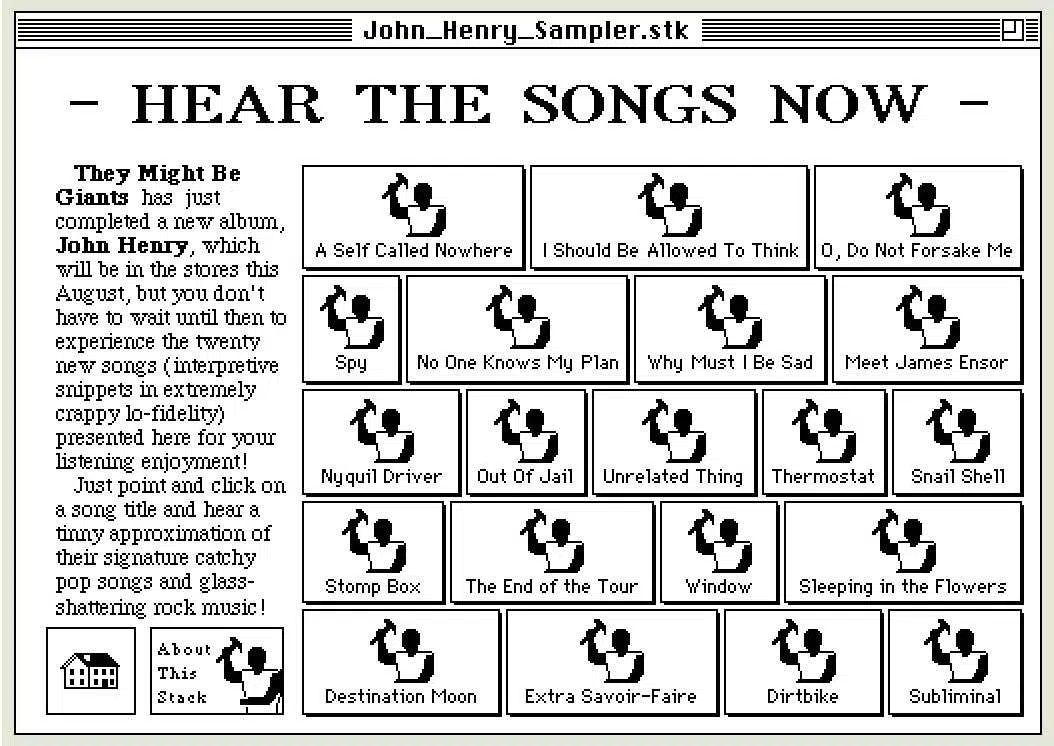 John_Henry_Sampler.stk
- HEAR THE SONGS NOW -
They Might Be
Giants has just
completed a new album,
John Henry, which
will be in the stores this
August, but you don't
have to wait until then to
experience the twenty
new songs (interpretive
snippets in extremely
crappy lo-fidelity)
presented here for your
listening enjoyment!
Just point and click on
a song title and hear a
tinny approximation of
their signature catchy
pop songs and glass-
shattering rock music!
About
This
Stack
A Self Called Nowhere
I Should Be Allowed To Think
O, Do Not Forsake Me
Spy
No One Knows My Plan
Why Must I Be Sad
Meet James Ensor
Nyquil Driver
Out Of Jail
Unrelated Thing
Thermostat
Snail Shell
Stomp Box
The End of the Tour
Window
Sleeping in the Flowers
Destination Moon
Extra Savoir-Faire
Dirtbike
Subliminal